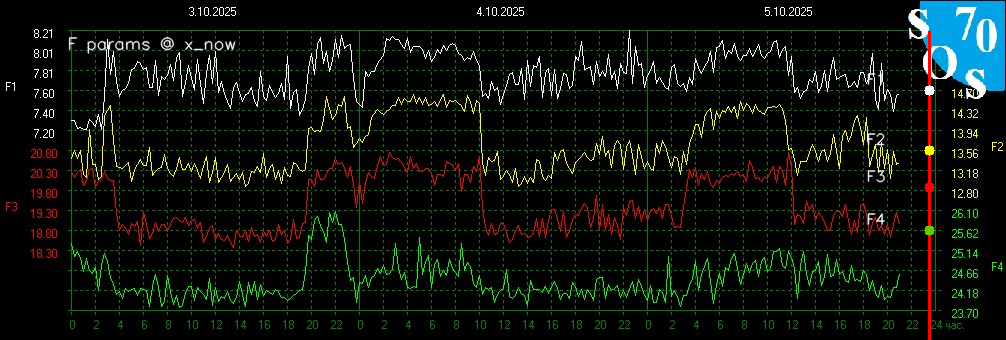 3.10.2025 4.10.2025 5.10.2025
SOS 70
F params @ x_now
8.21
8.01
7.81
F1
7.60
7.40
7.20
20.80
20.30
F3
19.80
19.30
18.80
18.30
F1
F2
F3
F4
14.32
13.94
F2
13.56
13.18
12.80
26.10
25.62
25.14
F4
24.66
24.18
23.70
0 2 4 6 8 10 12 14 16 18 20 22 0 2 4 6 8 10 12 14 16 18 20 22 0 2 4 6 8 10 12 14 16 18 20 22 24 час.